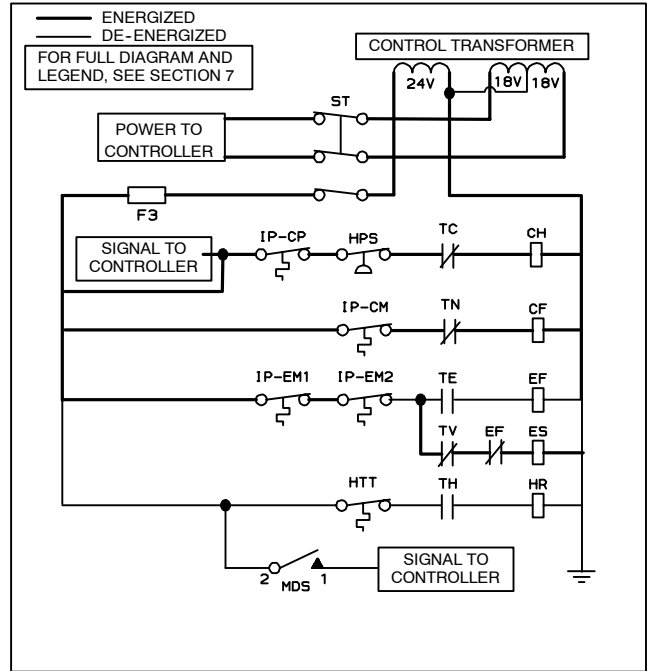 ENERGIZED
DE-ENERGIZED
FOR FULL DIAGRAM AND
LEGEND, SEE SECTION 7
CONTROL TRANSFORMER
24V
18V 18V
ST
POWER TO
CONTROLLER
F3
SIGNAL TO
CONTROLLER
IP-CP HPS TC CH
IP-CM TN CF
IP-EM1 IP-EM2 TE EF
TV EF ES
HTT TH HR
2 1
MDS
SIGNAL TO
CONTROLLER